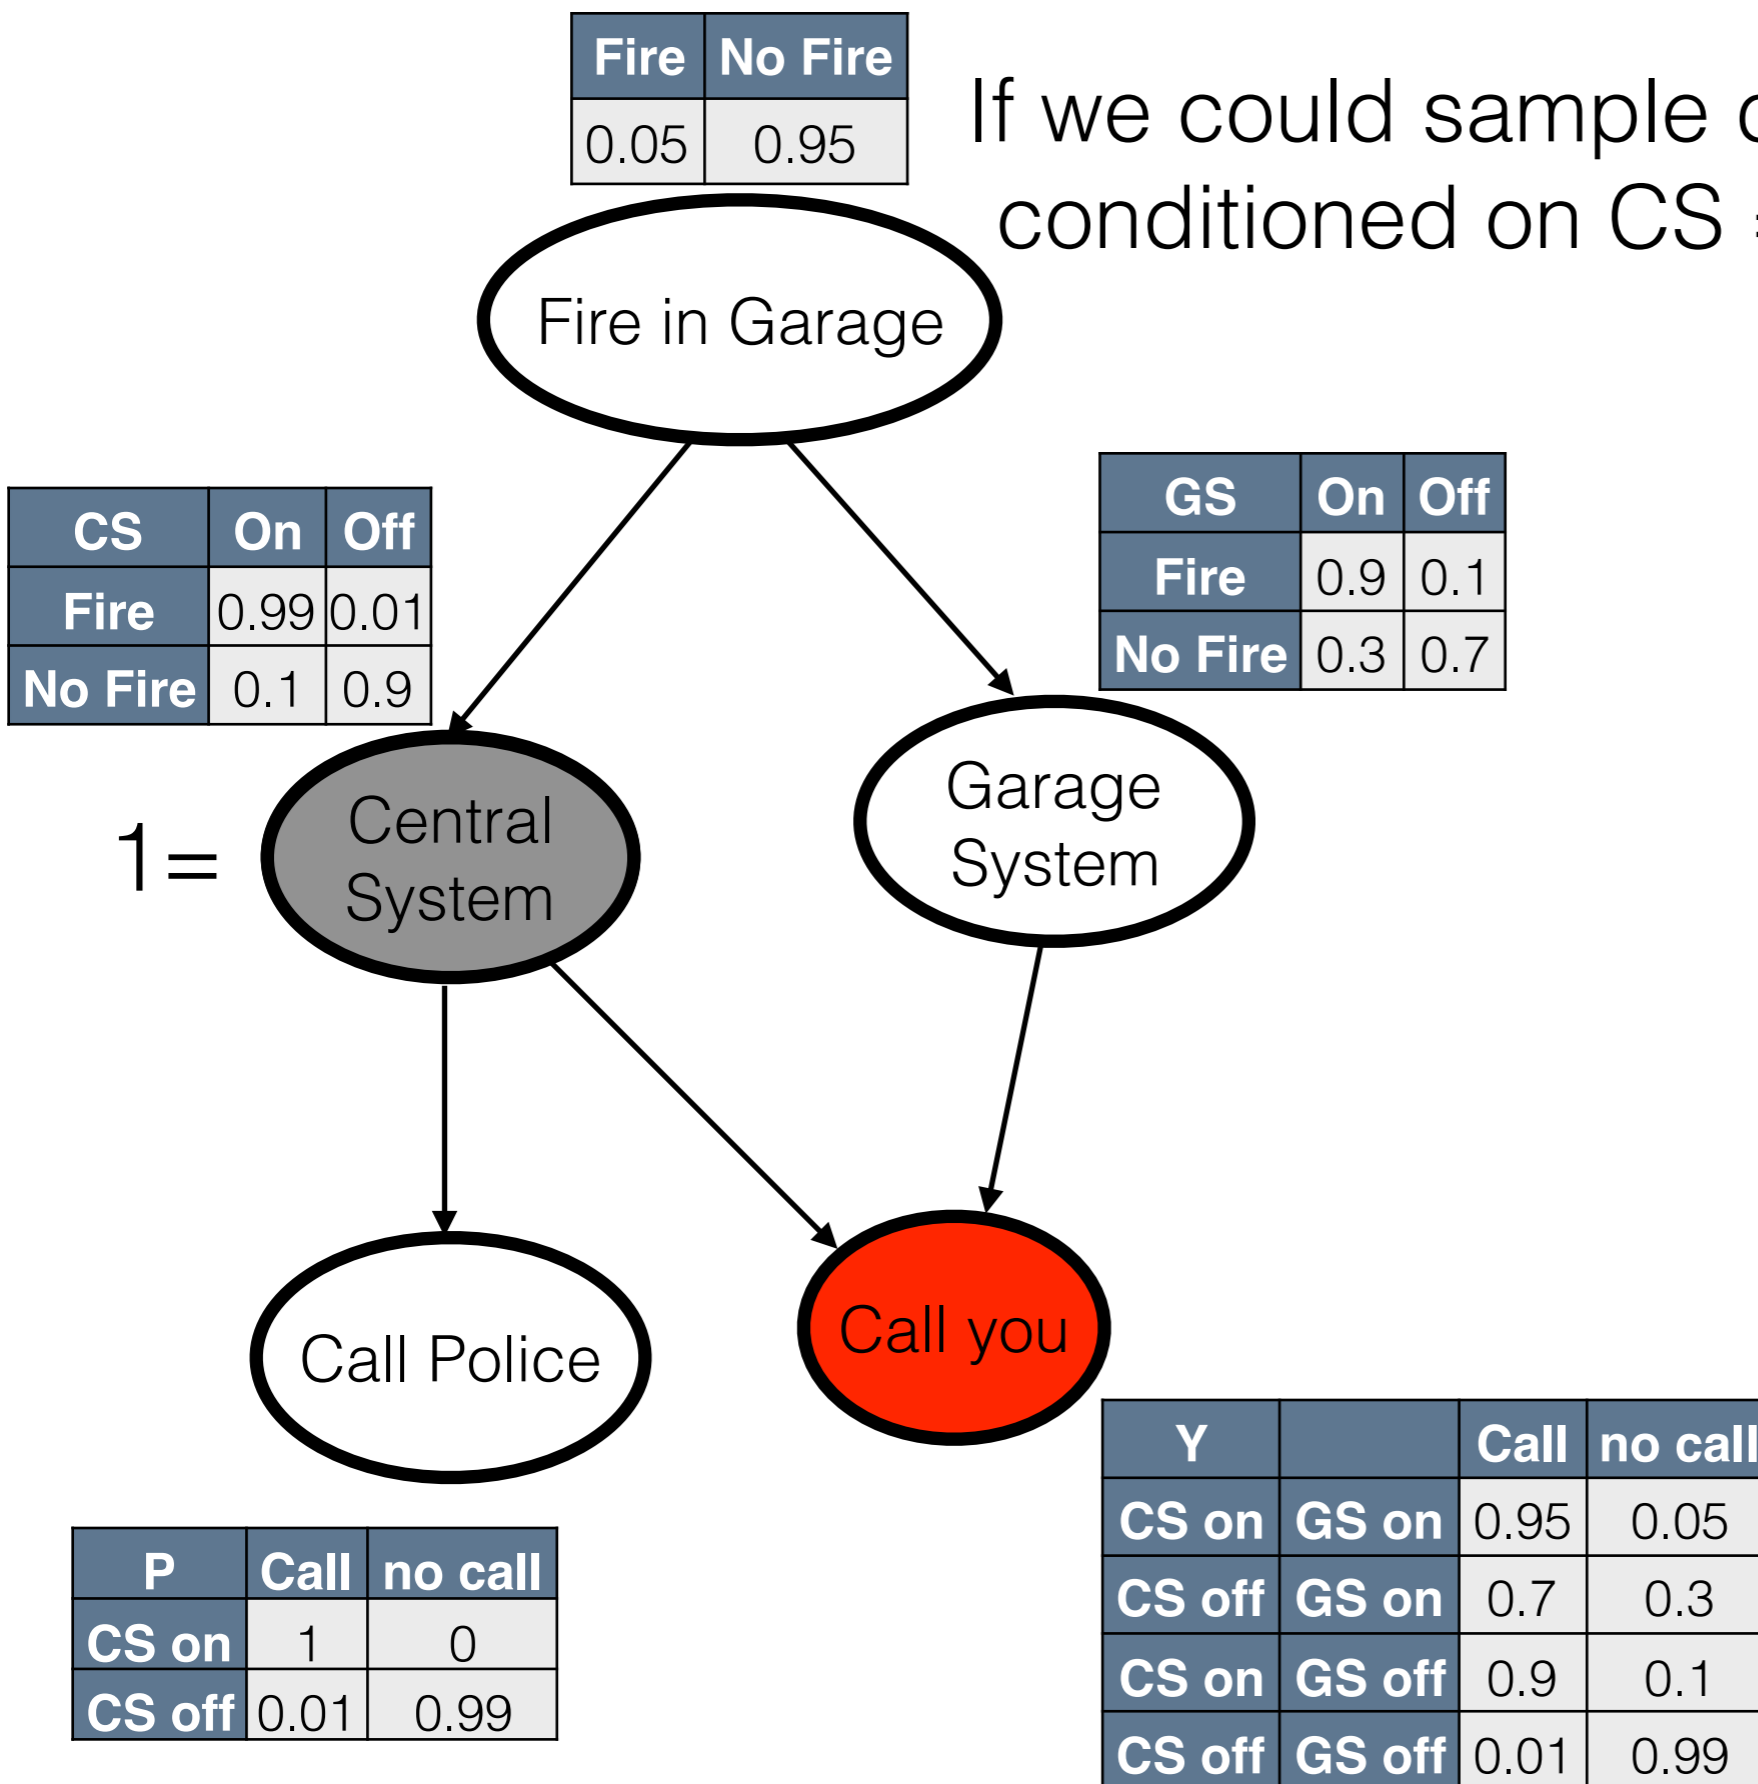 Fire No Fire
0.05 0.95
If we could sample
conditioned on CS
Fire in Garage
CS On Off
Fire 0.99 0.01
No Fire 0.1 0.9
GS On Off
Fire 0.9 0.1
No Fire 0.3 0.7
1=
Central
System
Garage
System
Call Police
Call you
P Call no call
CS on 1 0
CS off 0.01 0.99
Y Call no call
CS on GS on 0.95 0.05
CS off GS on 0.7 0.3
CS on GS off 0.9 0.1
CS off GS off 0.01 0.99